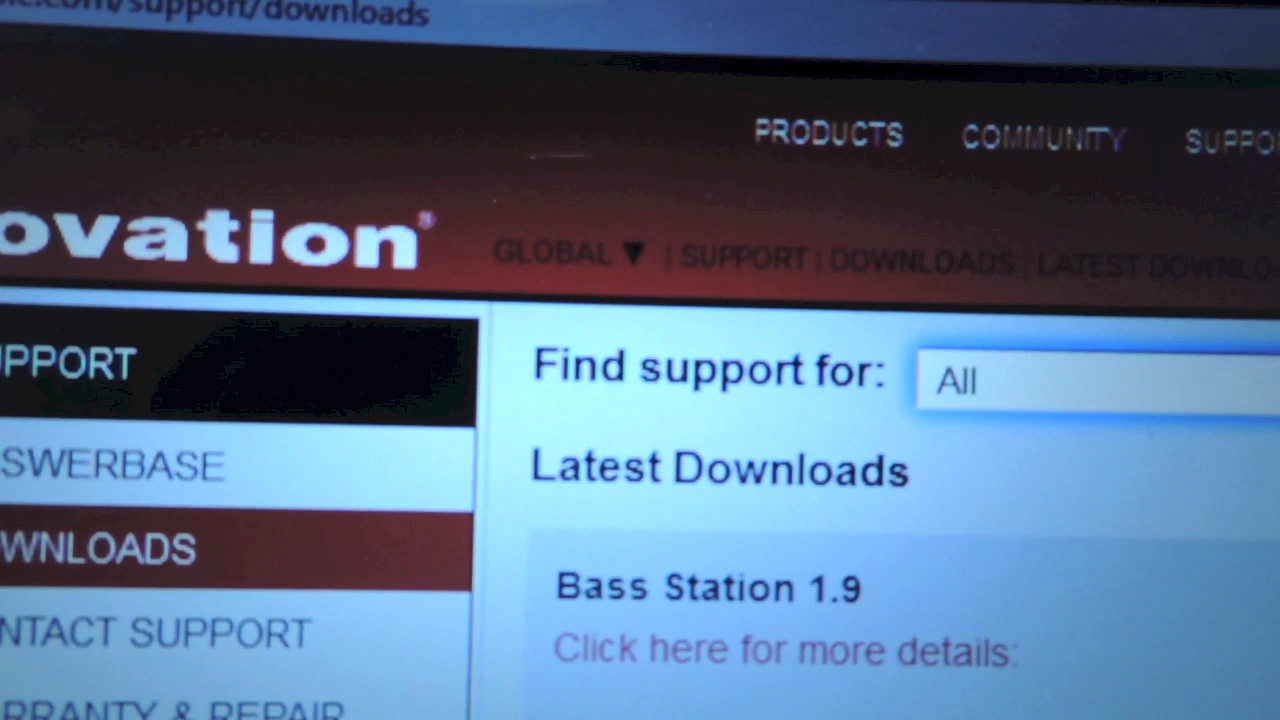 .com/support/downloads
PRODUCTS COMMUNITY SUPPO
ovation®
GLOBAL ▼ | SUPPORT | DOWNLOADS | LATEST DOWNLO
UPPORT
Find support for: All
SWERBASE
Latest Downloads
WNLOADS
Bass Station 1.9
NTACT SUPPORT
Click here for more details:
RRANTY & REPAIR